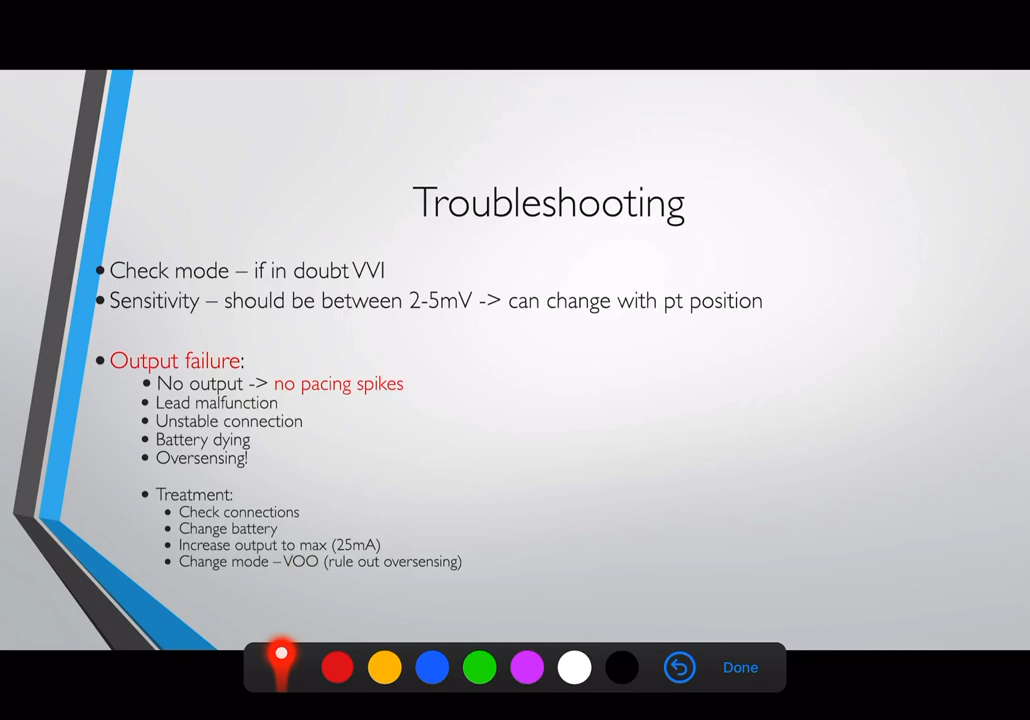 Troubleshooting
• Check mode – if in doubt VVI
• Sensitivity – should be between 2-5mV -> can change with pt position
• Output failure:
• No output -> no pacing spikes
• Lead malfunction
• Unstable connection
• Battery dying
• Oversensing!
• Treatment:
• Check connections
• Change battery
• Increase output to max (25mA)
• Change mode – VOO (rule out oversensing)
Done